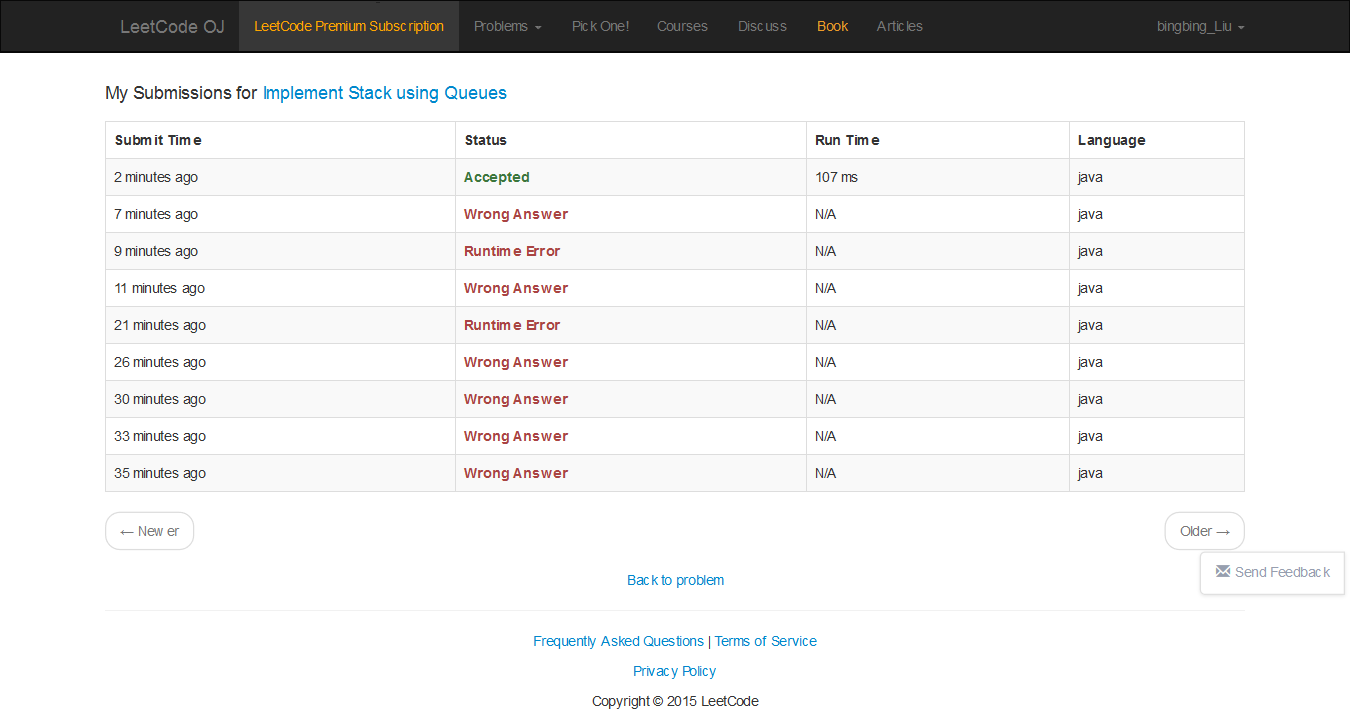 LeetCode OJ LeetCode Premium Subscription Problems Pick One! Courses Discuss Book Articles bingbing_Liu
My Submissions for Implement Stack using Queues
Submit Time Status Run Time Language
2 minutes ago Accepted 107 ms java
7 minutes ago Wrong Answer N/A java
9 minutes ago Runtime Error N/A java
11 minutes ago Wrong Answer N/A java
21 minutes ago Runtime Error N/A java
26 minutes ago Wrong Answer N/A java
30 minutes ago Wrong Answer N/A java
33 minutes ago Wrong Answer N/A java
35 minutes ago Wrong Answer N/A java
← Newer Older →
Send Feedback
Back to problem
Frequently Asked Questions | Terms of Service
Privacy Policy
Copyright © 2015 LeetCode